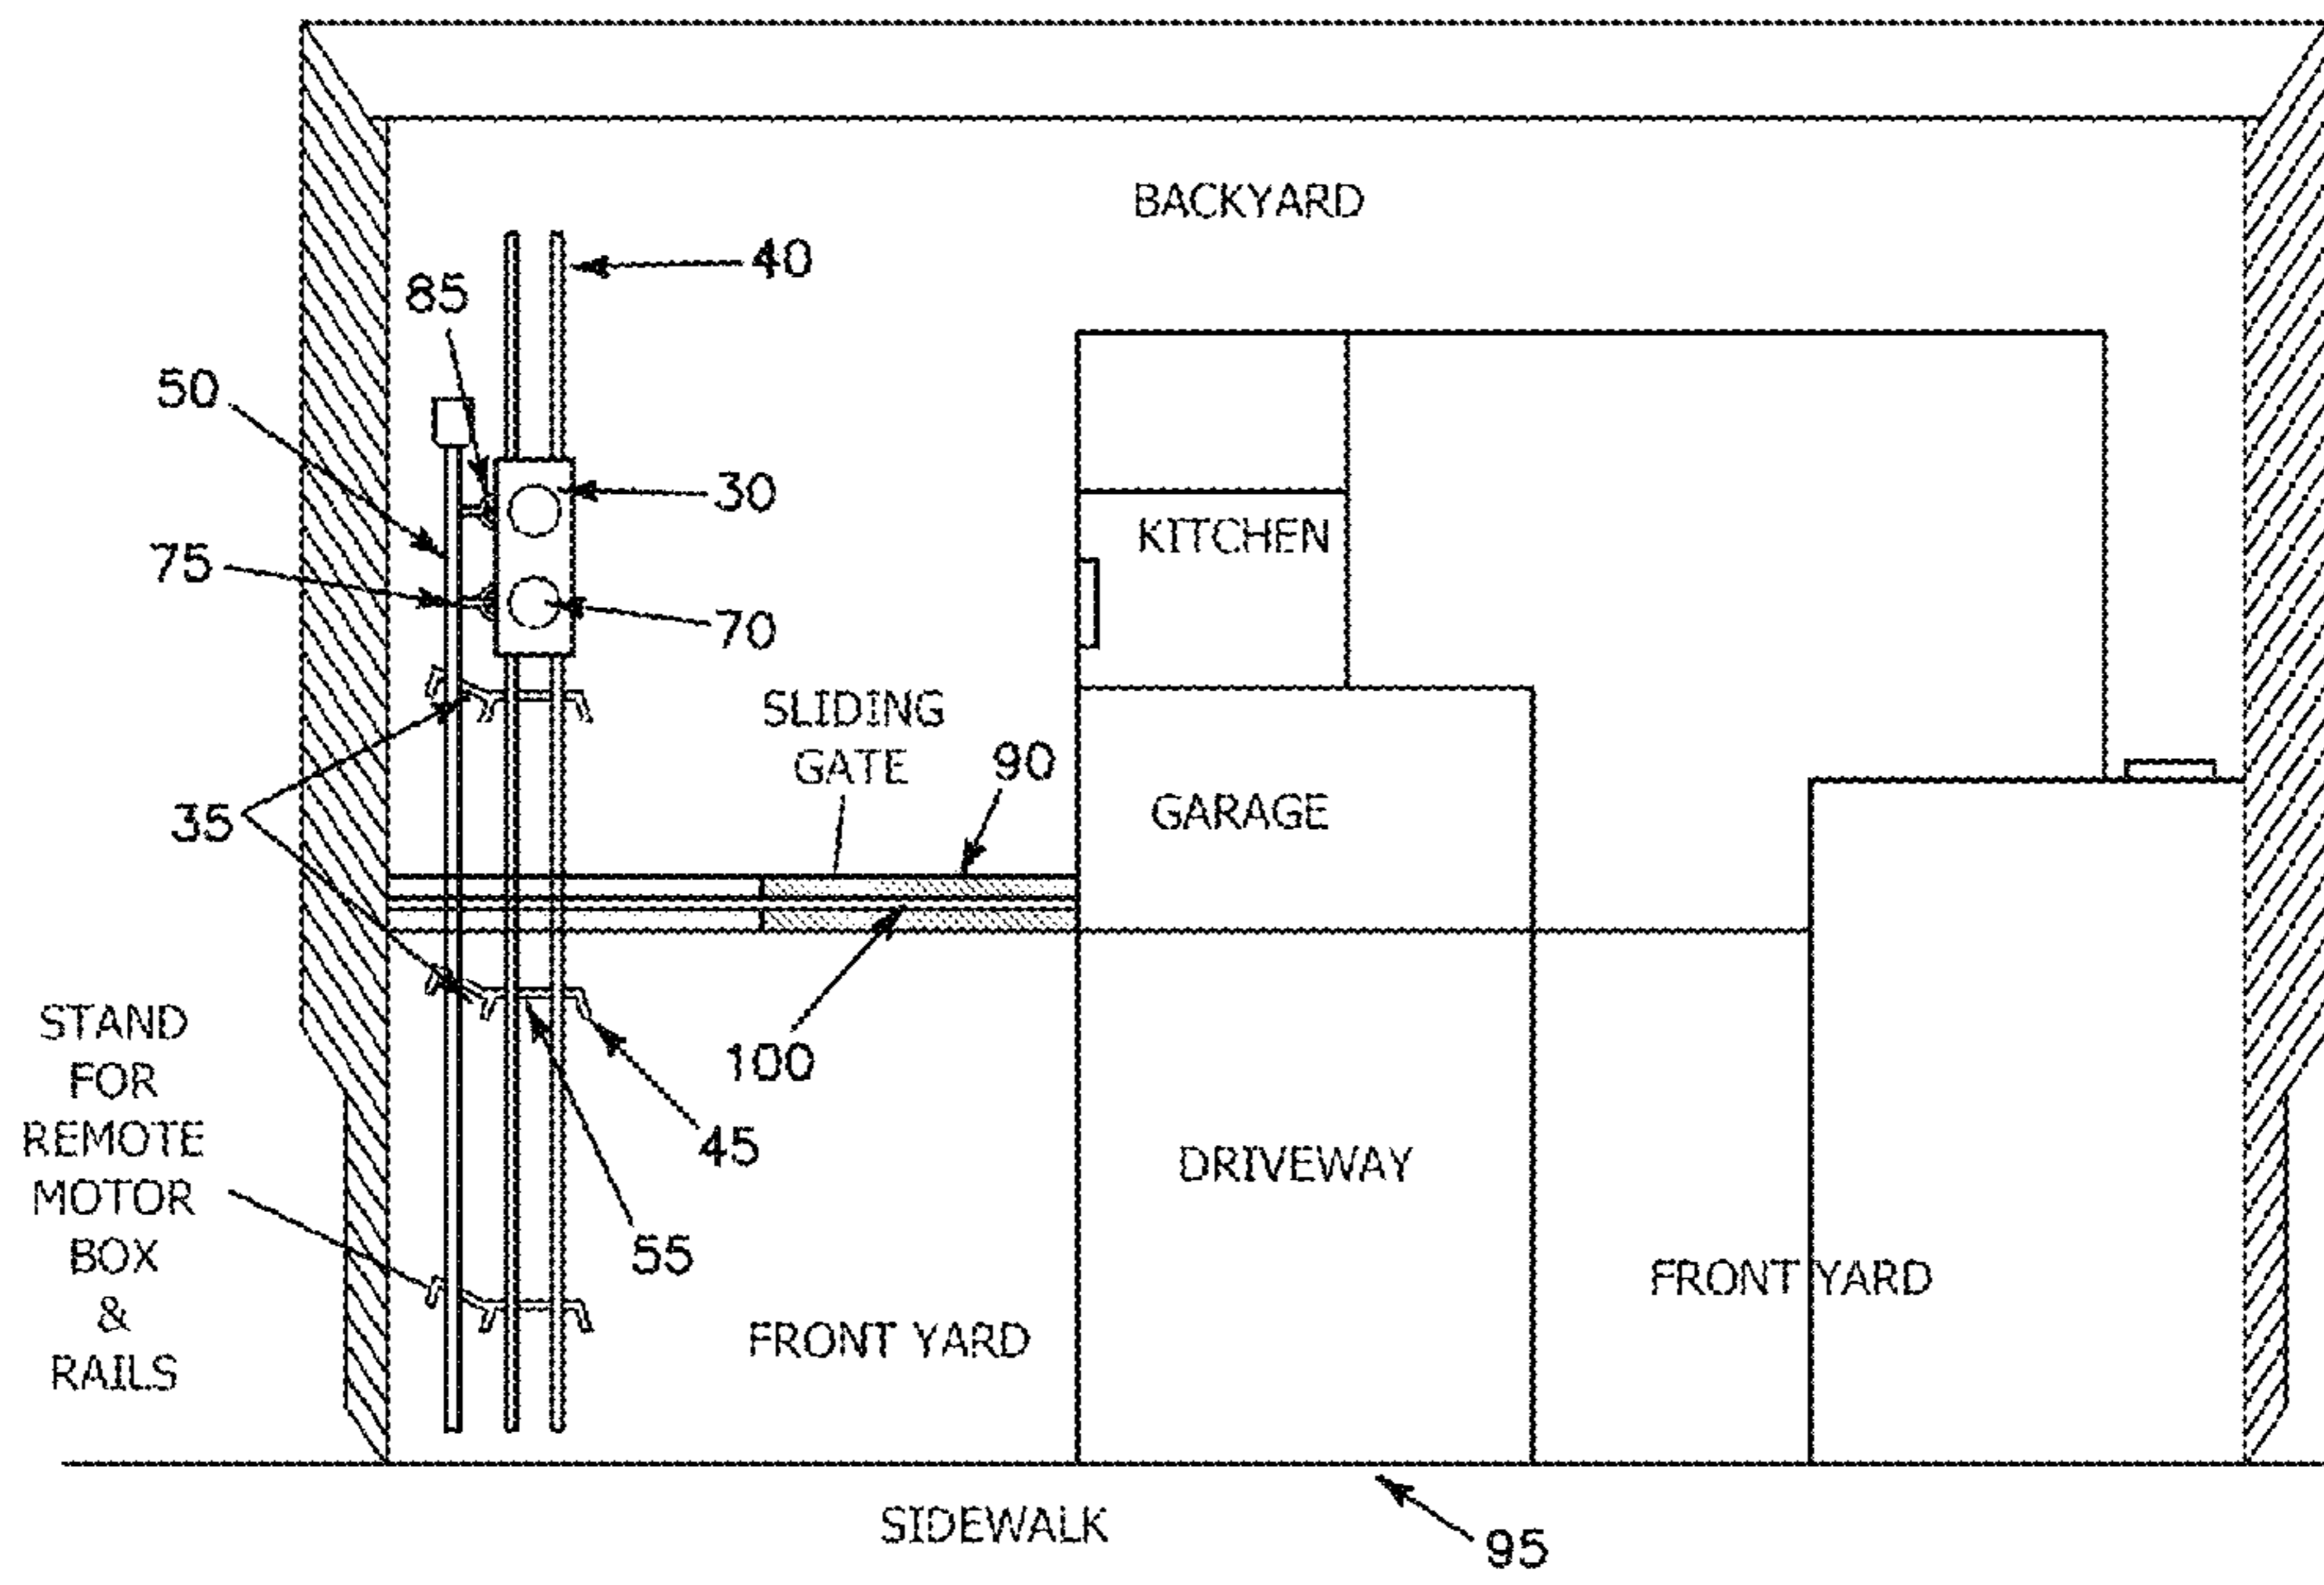 BACKYARD
40
85
50
30
KITCHEN
75
70
SLIDING
GATE
90
35
GARAGE
STAND
FOR
REMOTE
MOTOR
BOX
&
RAILS
100
45
55
DRIVEWAY
FRONT YARD
FRONT YARD
SIDEWALK
95